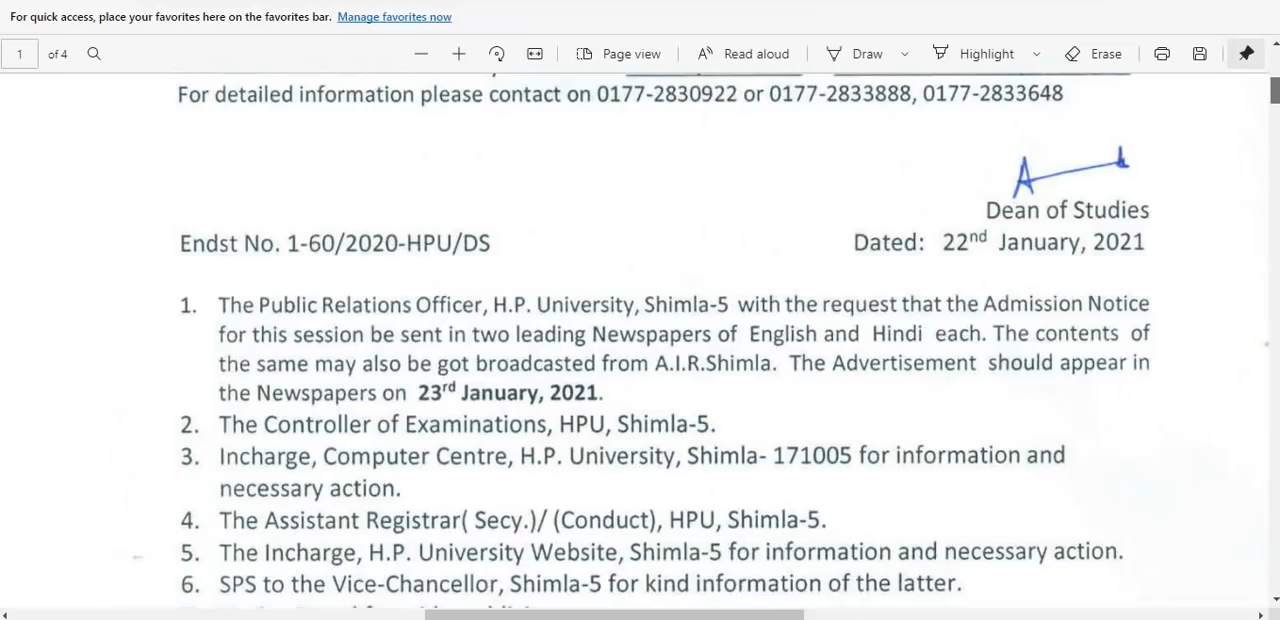 For quick access, place your favorites here on the favorites bar. Manage favorites now
1 of 4 Page view Read aloud Draw Highlight Erase
For detailed information please contact on 0177-2830922 or 0177-2833888, 0177-2833648
Dean of Studies
Endst No. 1-60/2020-HPU/DS Dated: 22nd January, 2021
1. The Public Relations Officer, H.P. University, Shimla-5 with the request that the Admission Notice
for this session be sent in two leading Newspapers of English and Hindi each. The contents of
the same may also be got broadcasted from A.I.R.Shimla. The Advertisement should appear in
the Newspapers on 23rd January, 2021.
2. The Controller of Examinations, HPU, Shimla-5.
3. Incharge, Computer Centre, H.P. University, Shimla- 171005 for information and
necessary action.
4. The Assistant Registrar( Secy.)/ (Conduct), HPU, Shimla-5.
5. The Incharge, H.P. University Website, Shimla-5 for information and necessary action.
6. SPS to the Vice-Chancellor, Shimla-5 for kind information of the latter.